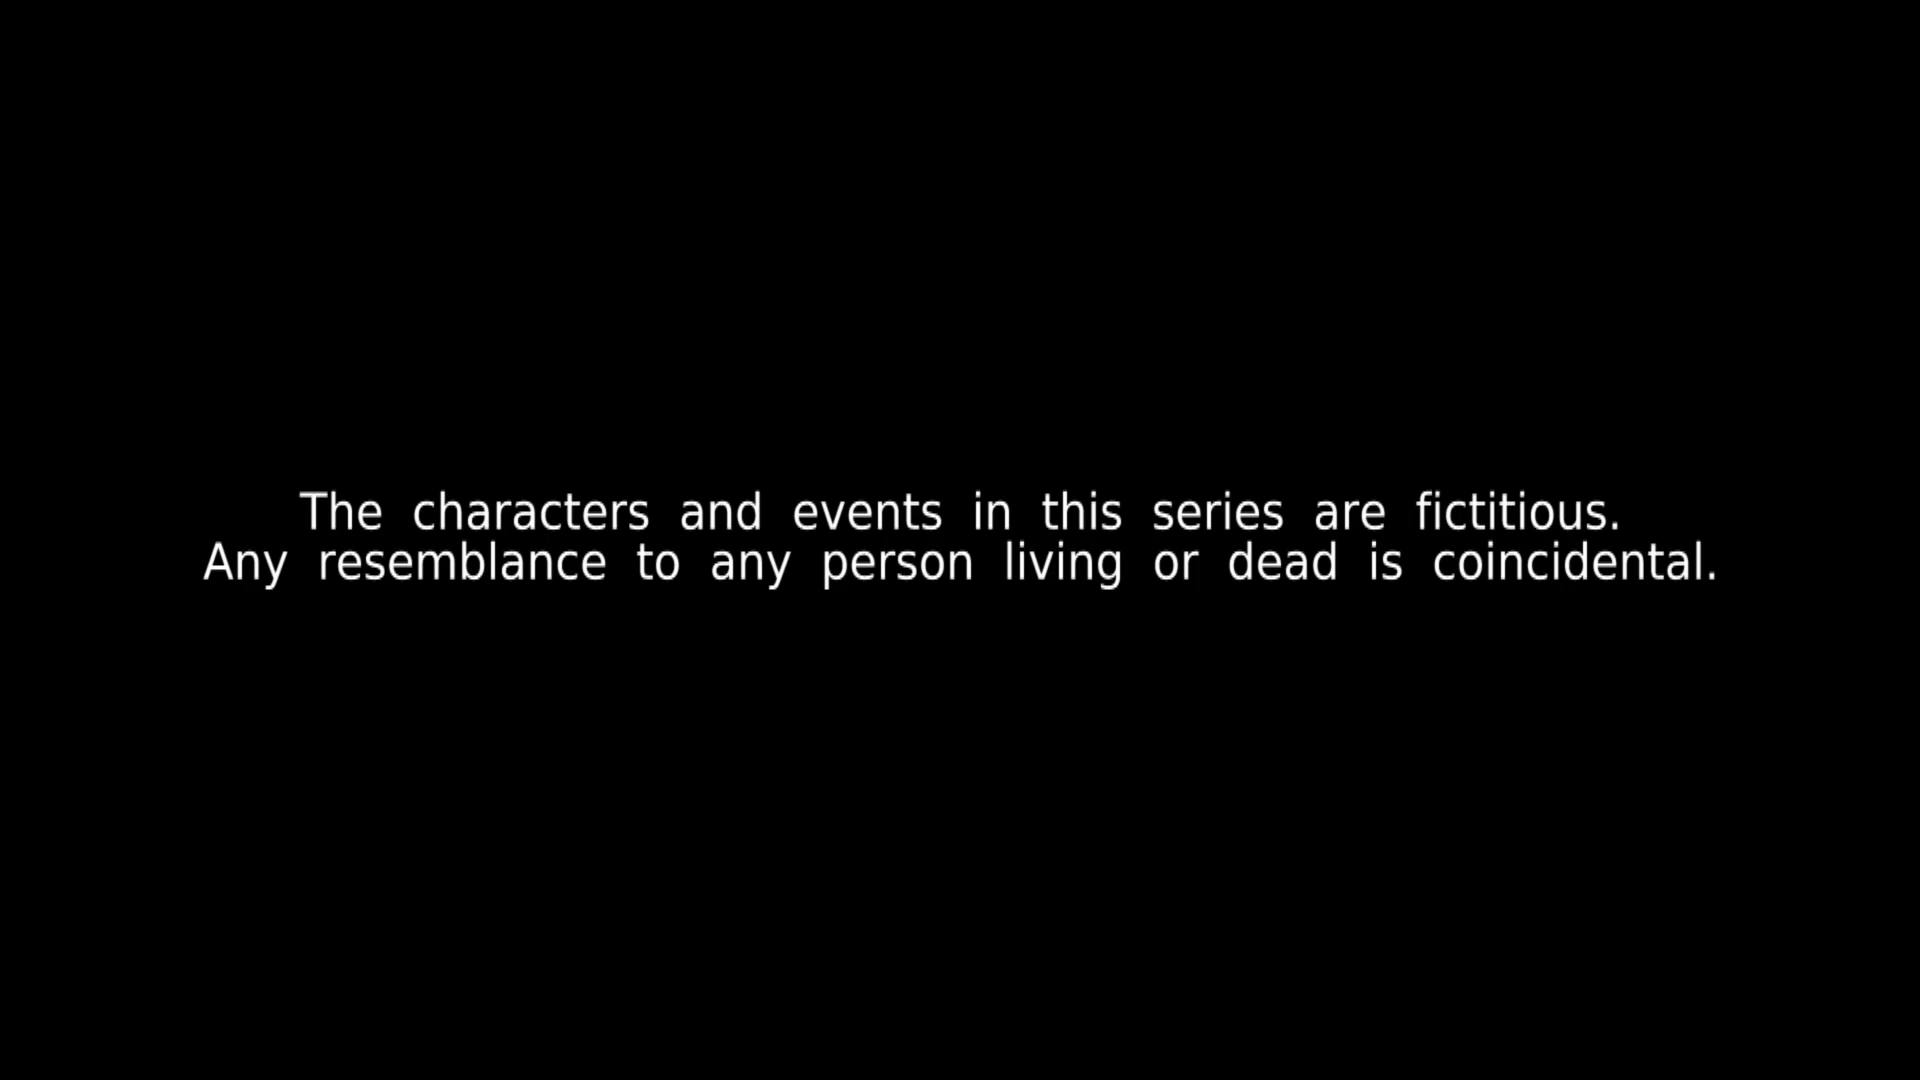 The characters and events in this series are fictitious.
Any resemblance to any person living or dead is coincidental.